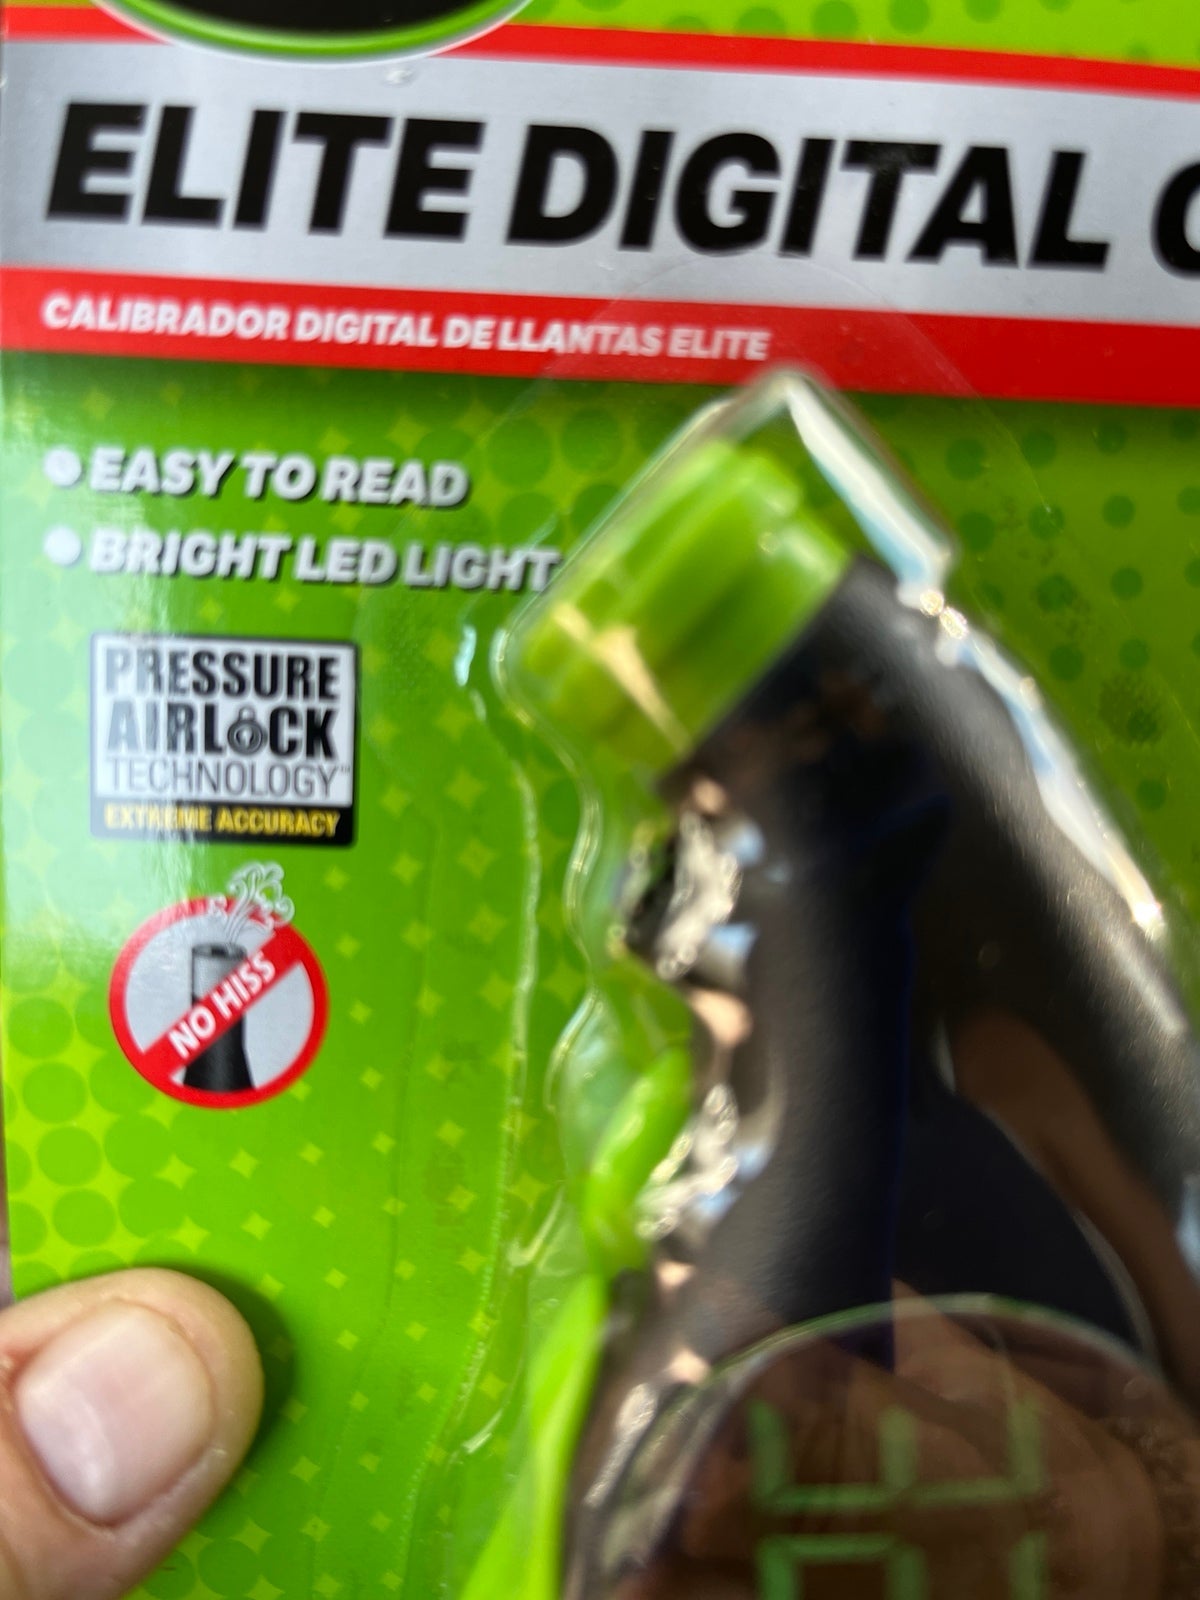 ELITE DIGITAL
CALIBRADOR DIGITAL DE LLANTAS ELITE
EASY TO READ
BRIGHT LED LIGHT
PRESSURE
AIRLOCK
TECHNOLOGY™
EXTREME ACCURACY
NO HISS